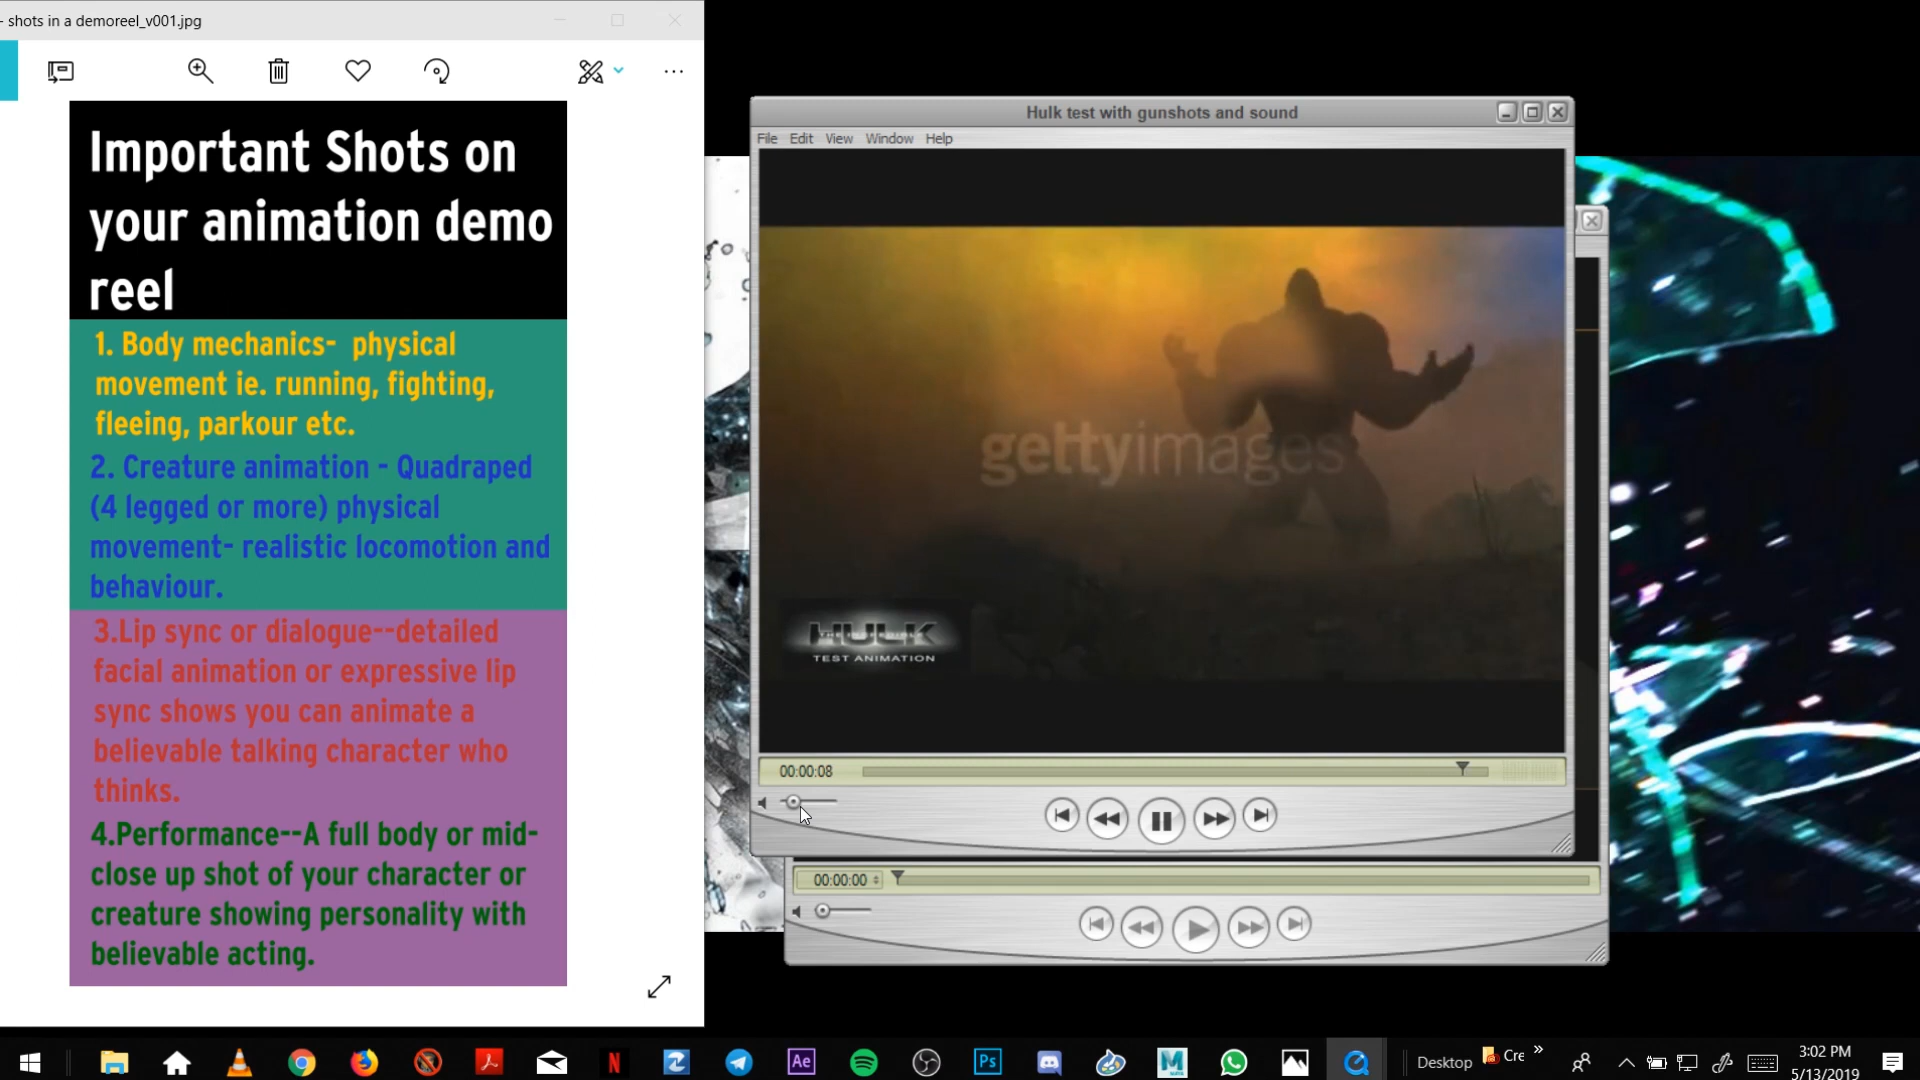 - shots in a demoreel_v001.jpg
Important Shots on
your animation demo
reel
1. Body mechanics- physical
movement ie. running, fighting,
fleeing, parkour etc.
2. Creature animation - Quadraped
(4 legged or more) physical
movement- realistic locomotion and
behaviour.
3.Lip sync or dialogue--detailed
facial animation or expressive lip
sync shows you can animate a
believable talking character who
thinks.
4.Performance--A full body or mid-
close up shot of your character or
creature showing personality with
believable acting.
Hulk test with gunshots and sound
File Edit View Window Help
gettyimages
THE INCREDIBLE
HULK
TEST ANIMATION
00:00:08
00:00:00
N
Ae
Ps
M
Desktop
Cre
3:02 PM
5/13/2019